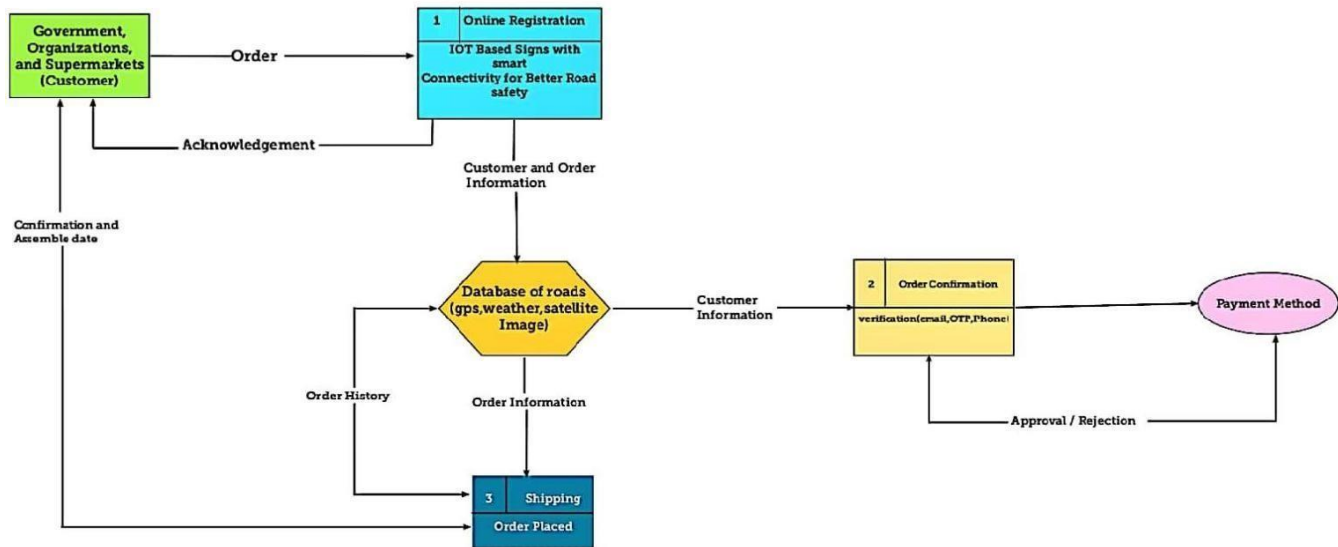 Government,
Organizations,
and Supermarkets
(Customer)
Order
1
Online Registration
IOT Based Signs with
smart
Connectivity for Better Road
safety
Acknowledgement
Customer and Order
Information
Confirmation and
Assemble date
Database of roads
(gps,weather,satellite
Image)
Customer
Information
2
Order Confirmation
verification(email,OTP,Phone)
Payment Method
Order History
Order Information
Approval / Rejection
3
Shipping
Order Placed